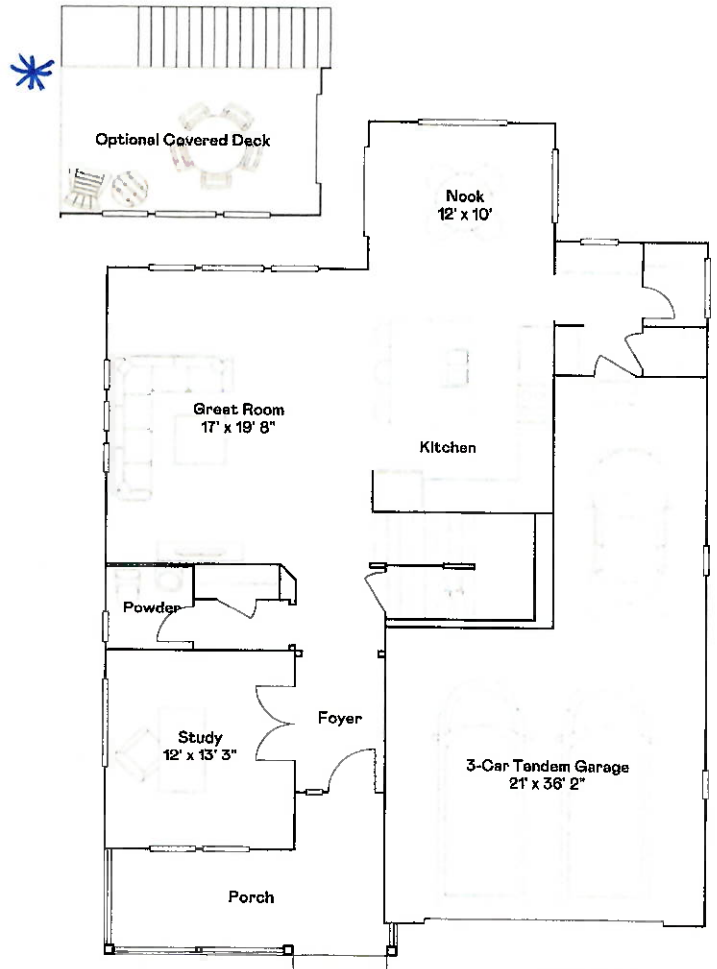 Optional Covered Deck
Nook
12' x 10'
Great Room
17' x 19' 8"
Kitchen
Powder
Study
12' x 13' 3"
Foyer
3-Car Tandem Garage
21' x 36' 2"
Porch